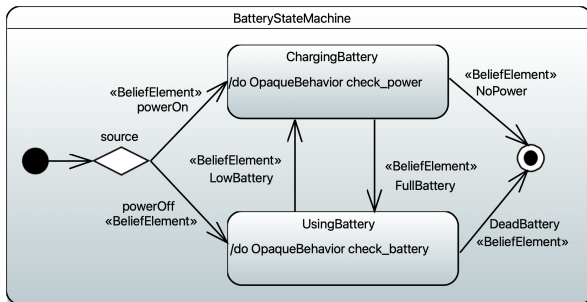 BatteryStateMachine
ChargingBattery
/do OpaqueBehavior check_power
«BeliefElement»
NoPower
«BeliefElement»
powerOn
source
«BeliefElement»
LowBattery
«BeliefElement»
FullBattery
powerOff
«BeliefElement»
UsingBattery
/do OpaqueBehavior check_battery
DeadBattery
«BeliefElement»